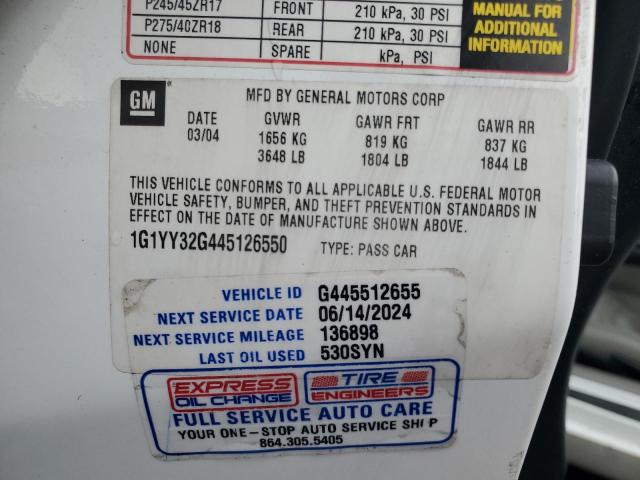 P245/45ZR17 FRONT 210 kPa, 30 PSI
P275/40ZR18 REAR 210 kPa, 30 PSI
NONE SPARE kPa, PSI
MANUAL FOR
ADDITIONAL
INFORMATION
GM
MFD BY GENERAL MOTORS CORP
DATE GVWR GAWR FRT GAWR RR
03/04 1656 KG 819 KG 837 KG
3648 LB 1804 LB 1844 LB
THIS VEHICLE CONFORMS TO ALL APPLICABLE U.S. FEDERAL MOTOR
VEHICLE SAFETY, BUMPER, AND THEFT PREVENTION STANDARDS IN
EFFECT ON THE DATE OF MANUFACTURE SHOWN ABOVE.
1G1YY32G445126550 TYPE: PASS CAR
VEHICLE ID G445512655
NEXT SERVICE DATE 06/14/2024
NEXT SERVICE MILEAGE 136898
LAST OIL USED 530SYN
EXPRESS OIL CHANGE TIRE ENGINEERS
FULL SERVICE AUTO CARE
YOUR ONE-STOP AUTO SERVICE SHOP
864.305.5405